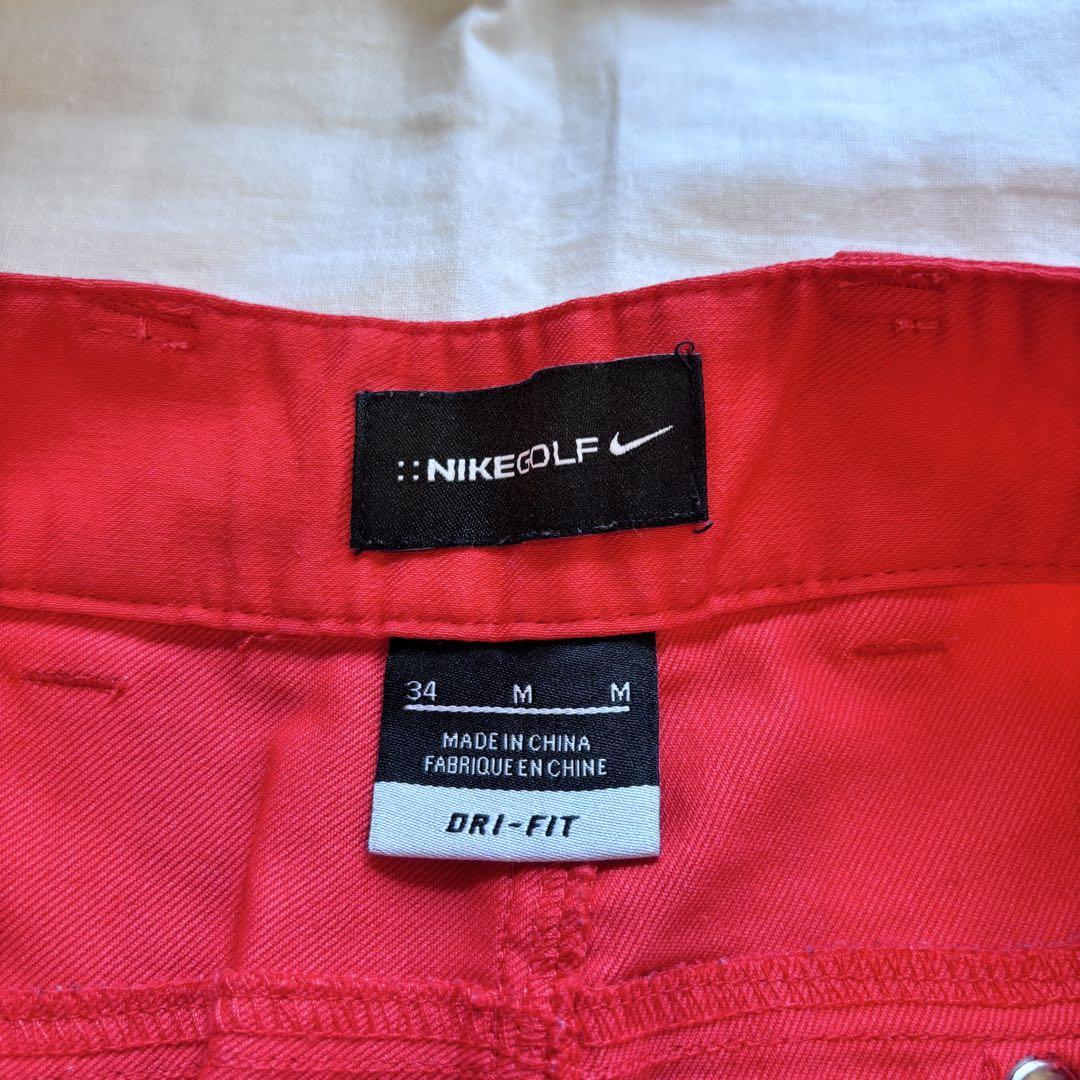 ::NIKEGOLF
34 M M
MADE IN CHINA
FABRIQUE EN CHINE
DRI-FIT